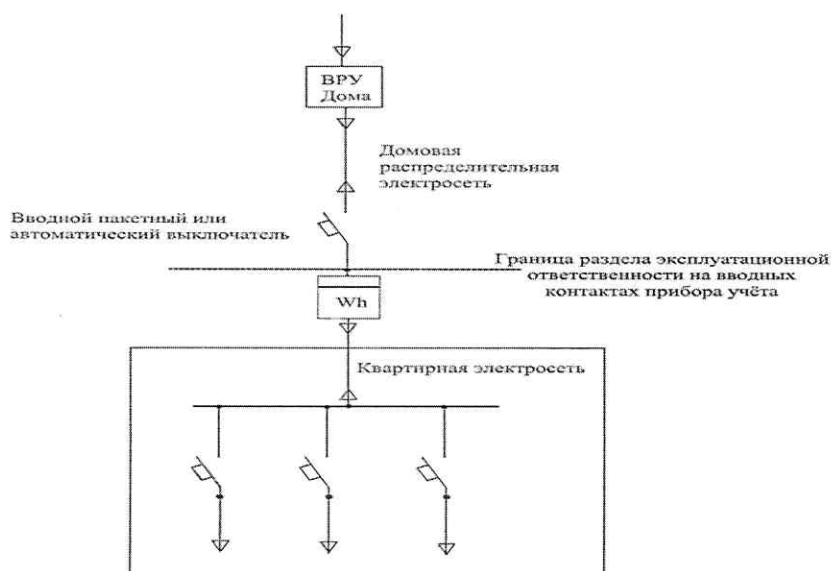 ВРУ
Дома
Домовая
распределительная
электросеть
Вводной пакетный или
автоматический выключатель
Граница раздела эксплуатационной
ответственности на вводных
контактах прибора учёта
Wh
Квартирная электросеть